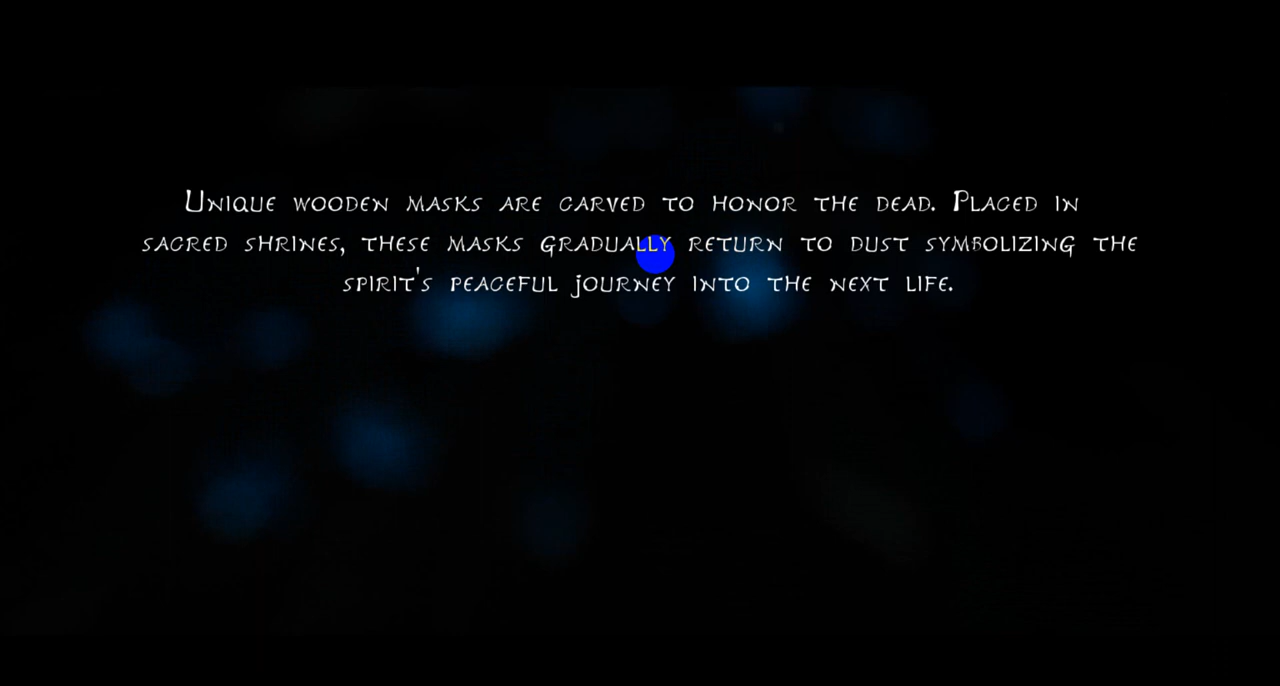 Unique wooden masks are carved to honor the dead. Placed in
sacred shrines, these masks gradually return to dust symbolizing the
spirit's peaceful journey into the next life.